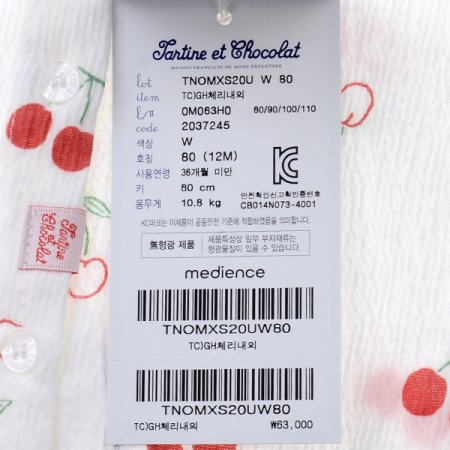 Tartine et Chocolat
MAISON FRANÇAISE DE MODE ENFANTINE
lot TNOMXS20U W 80
item TC)GH체리내의
l/# 0M063H0 80/90/100/110
code 2037245
색상 W
호칭 80 (12M)
사용연령 36개월 미만
키 80 cm
몸무게 10.8 kg
안전확인신고확인증번호
CB014N073-4001
KC마크는 이제품이 공동안전 기준에 적합하였음을 의미합니다.
無형광 제품
제품특성상 일부 부자재류는
형광물질이 있을 수 있습니다.
medience
TNOMXS20UW80
TC)GH체리내의
TNOMXS20UW80
TC)GH체리내의 ₩63,000
Tartine
et
Chocolat